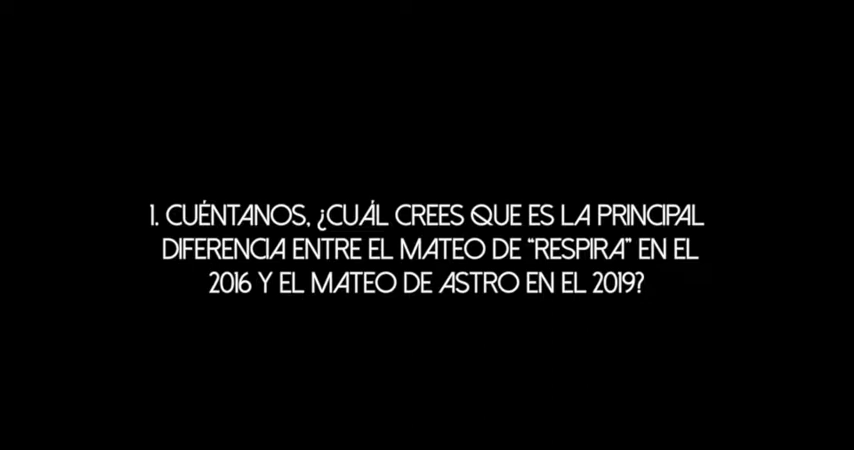 1. CUÉNTANOS, ¿CUÁL CREES QUE ES LA PRINCIPAL
DIFERENCIA ENTRE EL MATEO DE “RESPIRA” EN EL
2016 Y EL MATEO DE ASTRO EN EL 2019?